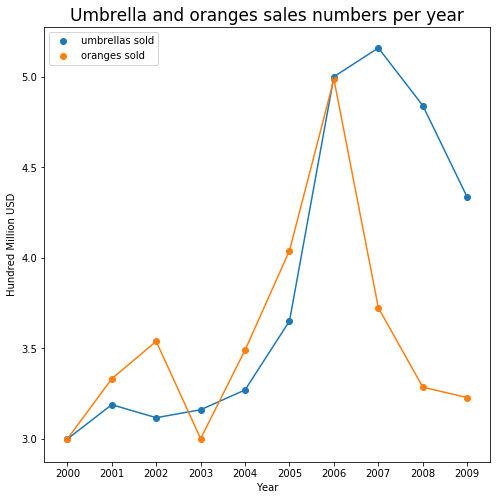 Umbrella and oranges sales numbers per year
umbrellas sold
oranges sold
Hundred Million USD
5.0
4.5
4.0
3.5
3.0
2000 2001 2002 2003 2004 2005 2006 2007 2008 2009
Year